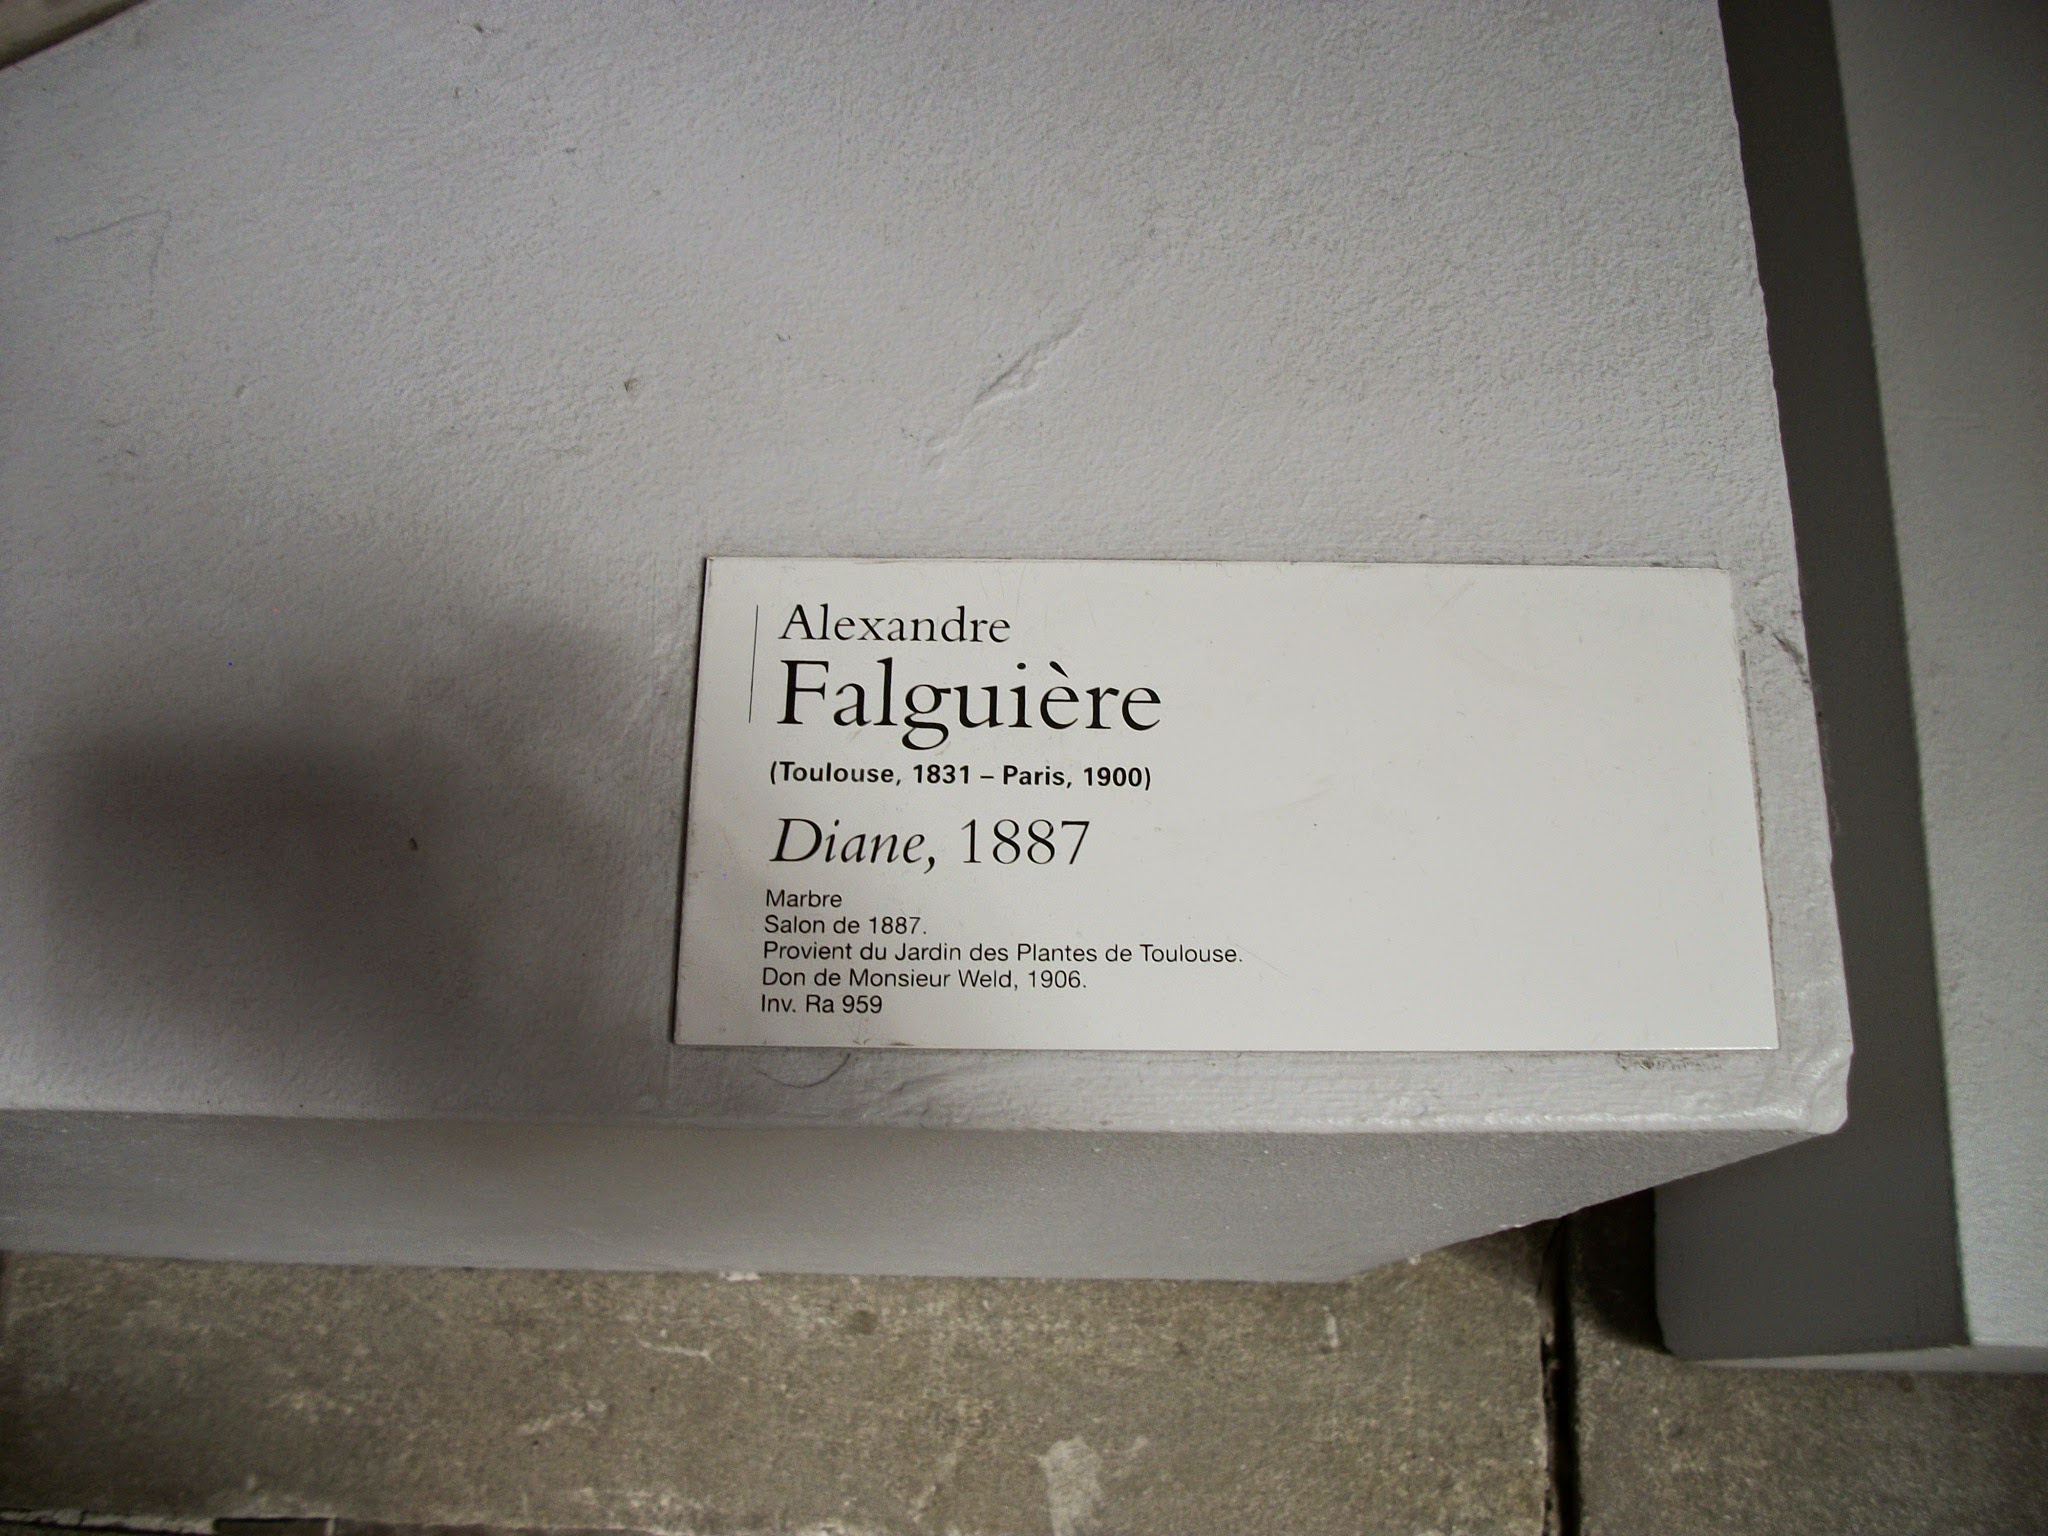 Alexandre
Falguière
(Toulouse, 1831 – Paris, 1900)
Diane, 1887
Marbre
Salon de 1887.
Provient du Jardin des Plantes de Toulouse.
Don de Monsieur Weld, 1906.
Inv. Ra 959